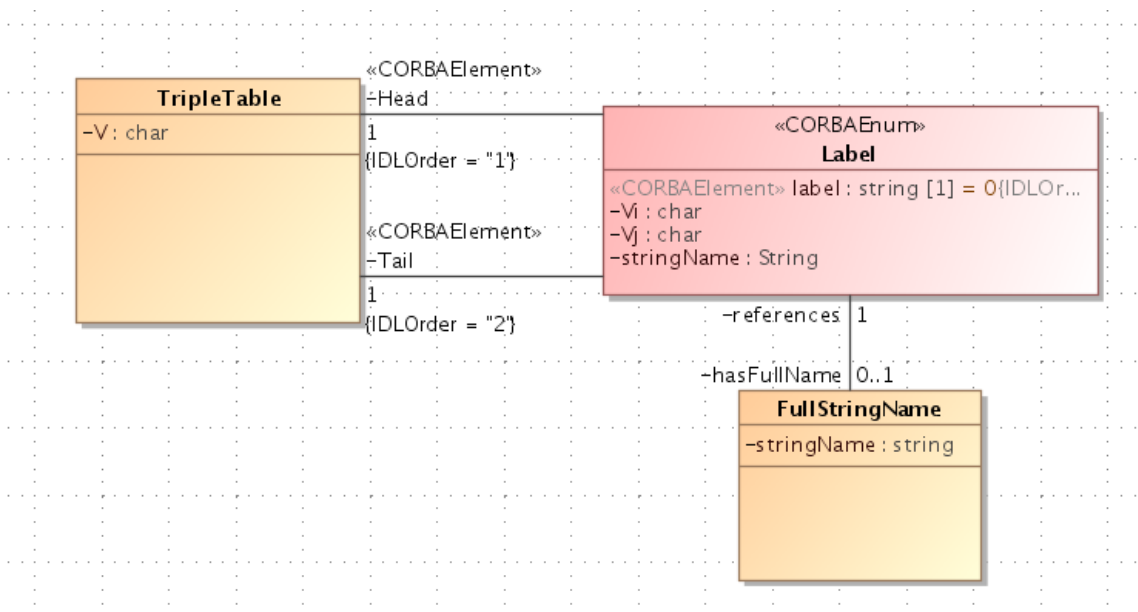 TripleTable
-V : char
«CORBAElement»
-Head
1
{IDLOrder = "1"}
«CORBAElement»
-Tail
1
{IDLOrder = "2"}
«CORBAEnum»
Label
«CORBAElement» label : string [1] = 0{IDLOr...
-Vi : char
-Vj : char
-stringName : String
-references 1
-hasFullName 0..1
FullStringName
-stringName : string